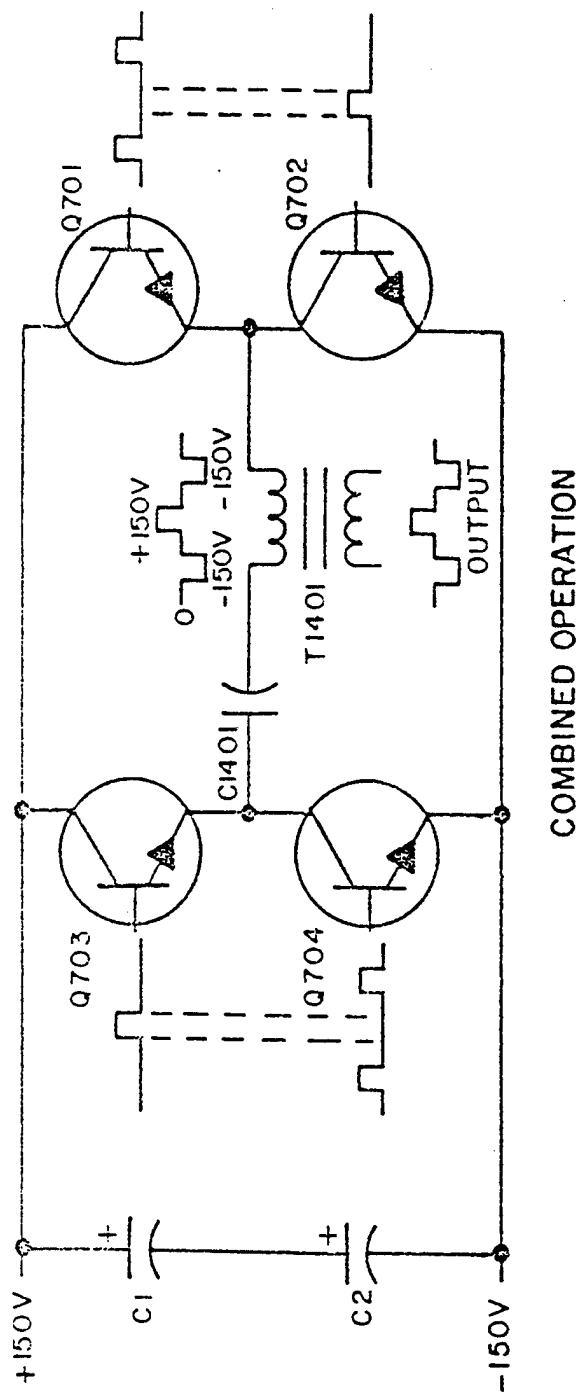 +150V
C1
+
C2
+
-150V
Q703
Q704
C1401
0
+150V
-150V
-150V
T1401
OUTPUT
Q701
Q702
COMBINED OPERATION